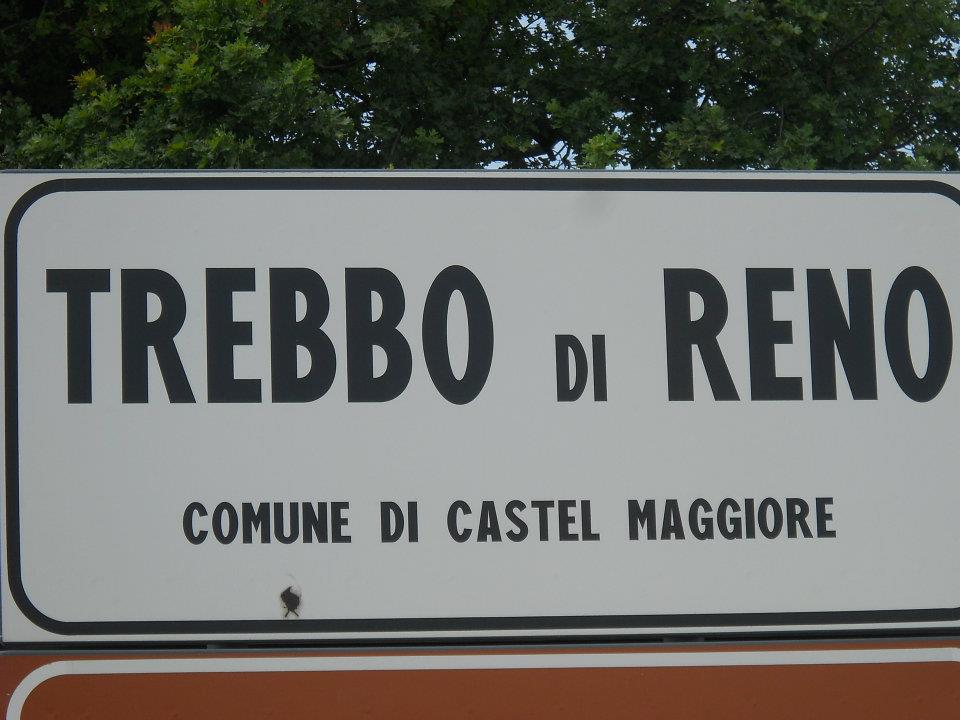 TREBBO DI RENO
COMUNE DI CASTEL MAGGIORE